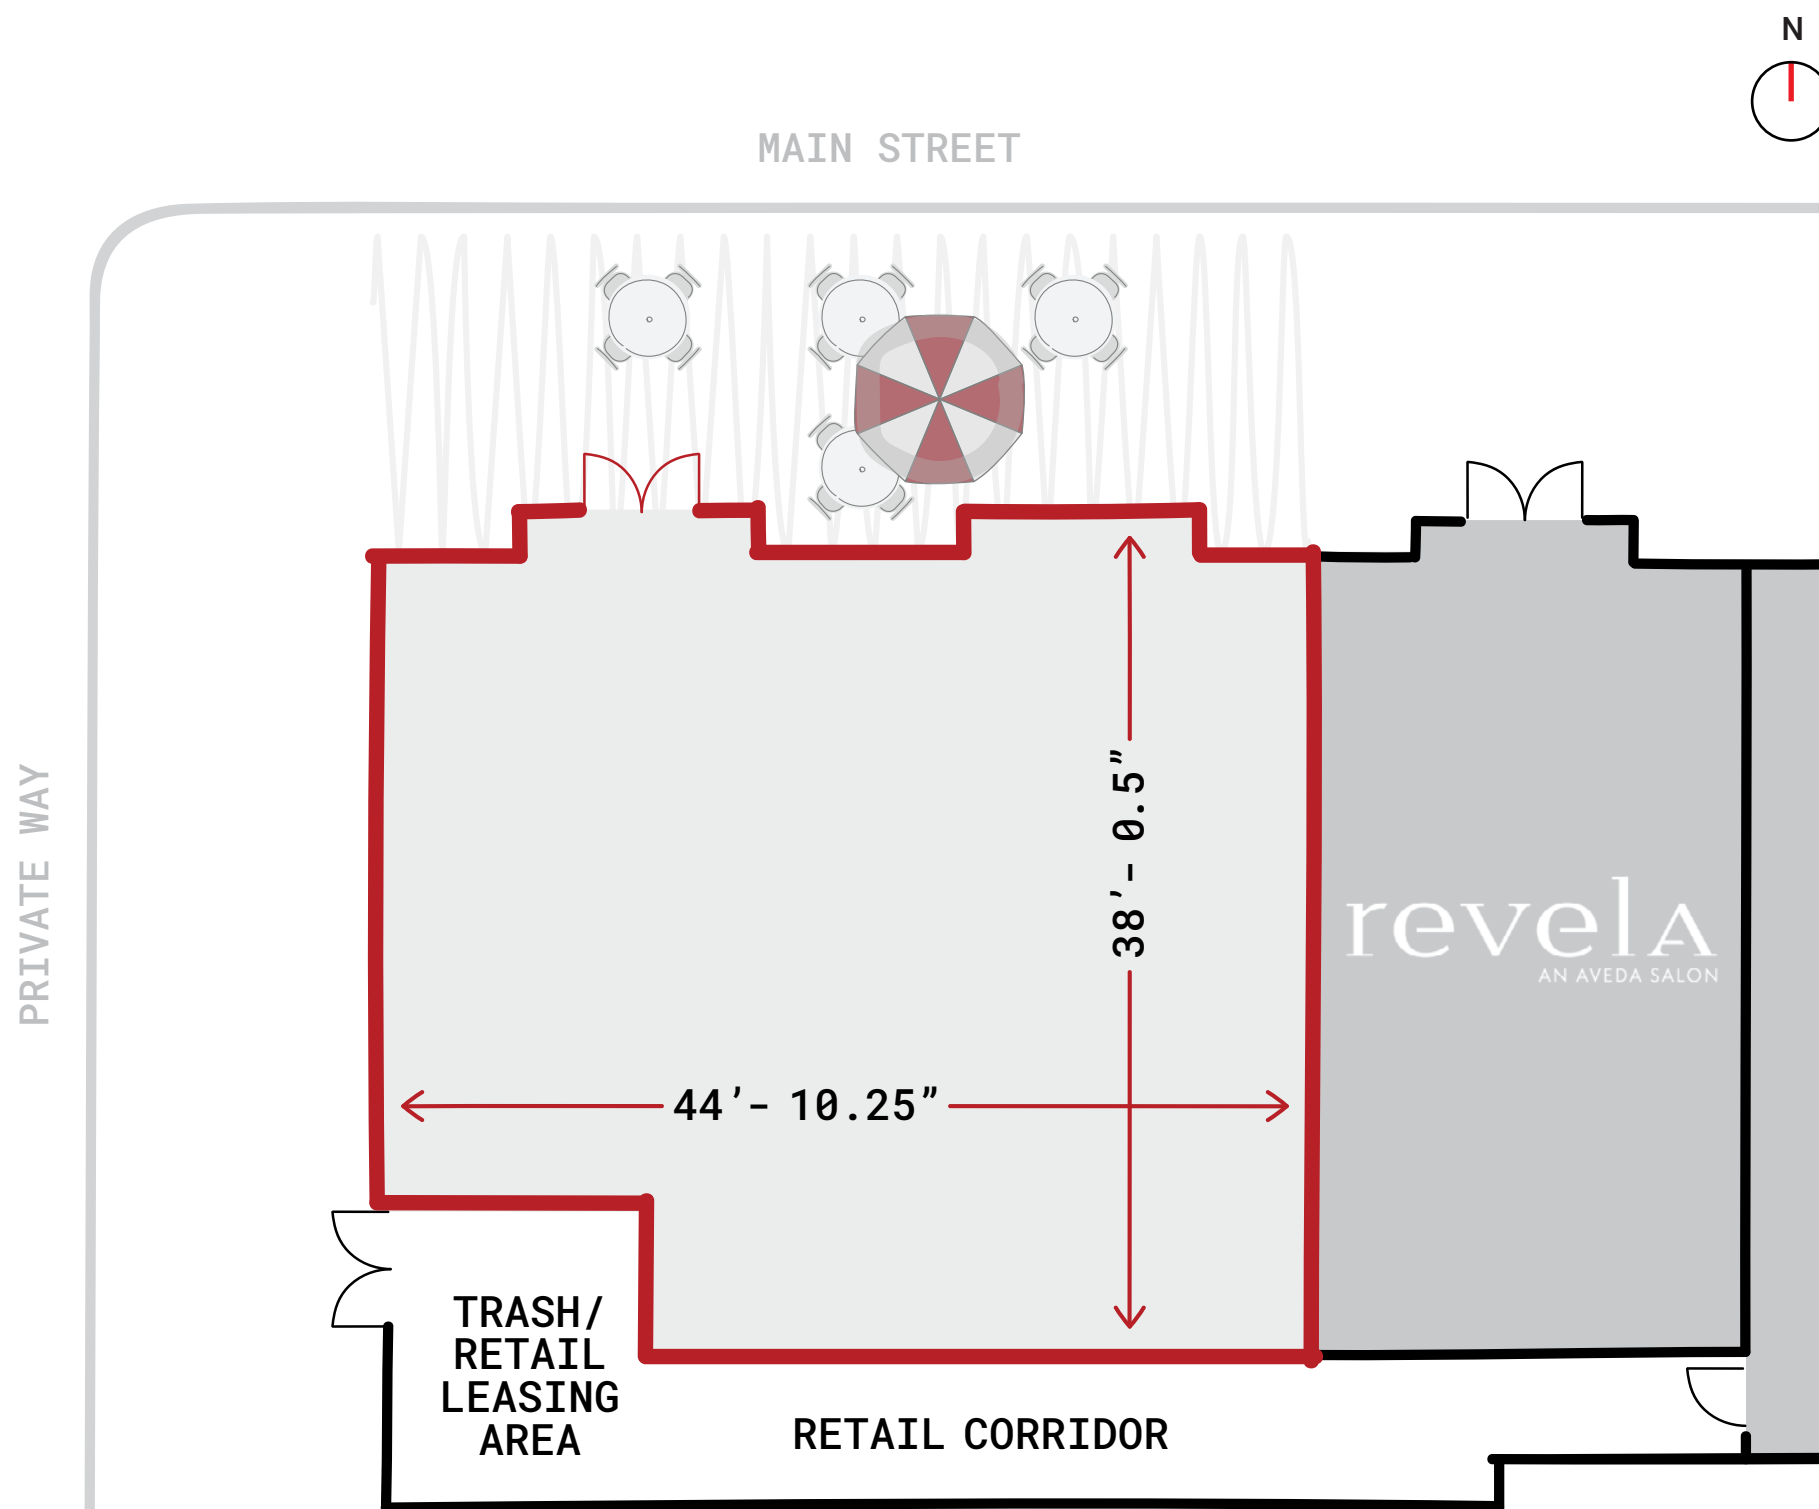 N
MAIN STREET
PRIVATE WAY
38’- 0.5”
revelA
AN AVEDA SALON
44’- 10.25”
TRASH/
RETAIL
LEASING
AREA
RETAIL CORRIDOR